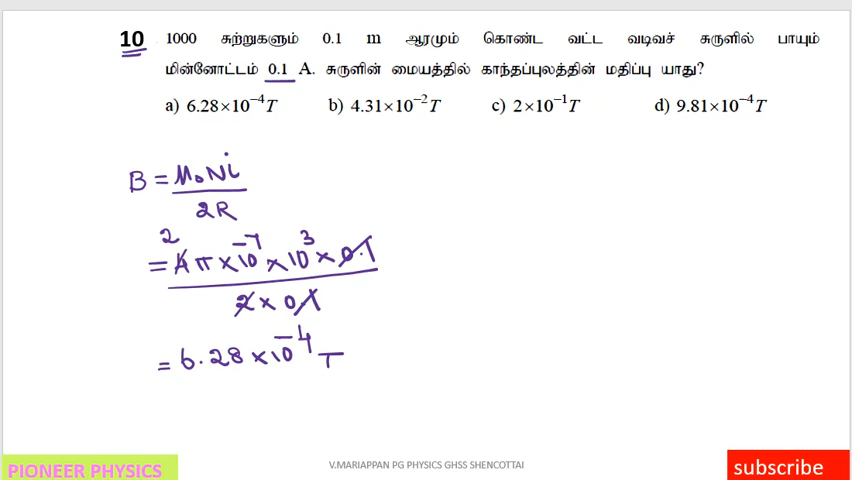 10 1000 சுற்றுகளும் 0.1 m ஆரமும் கொண்ட வட்ட வடிவச் சுருளில் பாயும்
மின்னோட்டம் 0.1 A. சுருளின் மையத்தில் காந்தப்புலத்தின் மதிப்பு யாது?
a) 6.28×10⁻⁴T b) 4.31×10⁻²T c) 2×10⁻¹T d) 9.81×10⁻⁴T
B = μ₀Ni
2R
2
= 4π×10⁻⁷×10³×0.1
2×0.1
= 6.28×10⁻⁴ T
PIONEER PHYSICS
V.MARIAPPAN PG PHYSICS GHSS SHENCOTTAI
subscribe